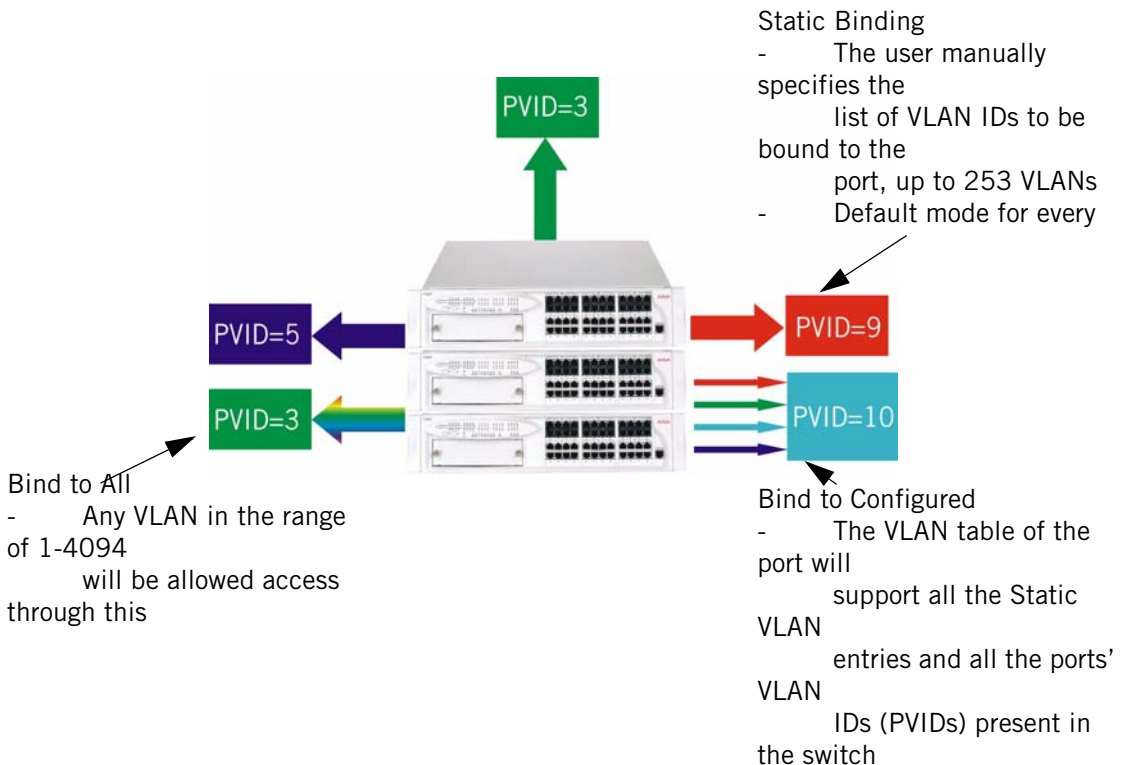 Static Binding
- The user manually
specifies the
list of VLAN IDs to be
bound to the
port, up to 253 VLANs
- Default mode for every
PVID=3
PVID=5
PVID=9
PVID=3
PVID=10
Bind to All
- Any VLAN in the range
of 1-4094
will be allowed access
through this
Bind to Configured
- The VLAN table of the
port will
support all the Static
VLAN
entries and all the ports’
VLAN
IDs (PVIDs) present in
the switch